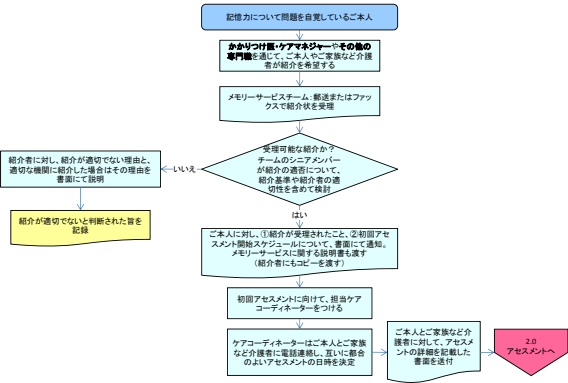 記憶力について問題を自覚しているご本人
かかりつけ医・ケアマネジャーやその他の
専門職を通じて、ご本人やご家族など介護
者が紹介を希望する
メモリーサービスチーム：郵送またはファッ
クスで紹介状を受理
受理可能な紹介か？
チームのシニアメンバー
が紹介の適否について、
紹介基準や紹介者の適
切性を含めて検討
いいえ
紹介者に対し、紹介が適切でない理由と、
適切な機関に紹介した場合はその理由を
書面にて説明
紹介が適切でないと判断された旨を
記録
はい
ご本人に対し、①紹介が受理されたこと、②初回アセ
スメント開始スケジュールについて、書面にて通知。
メモリーサービスに関する説明書も渡す
（紹介者にもコピーを渡す）
初回アセスメントに向けて、担当ケア
コーディネーターをつける
ケアコーディネーターはご本人とご家族
など介護者に電話連絡し、互いに都合
のよいアセスメントの日時を決定
ご本人とご家族など介
護者に対して、アセスメ
ントの詳細を記載した
書面を送付
2.0
アセスメントへ